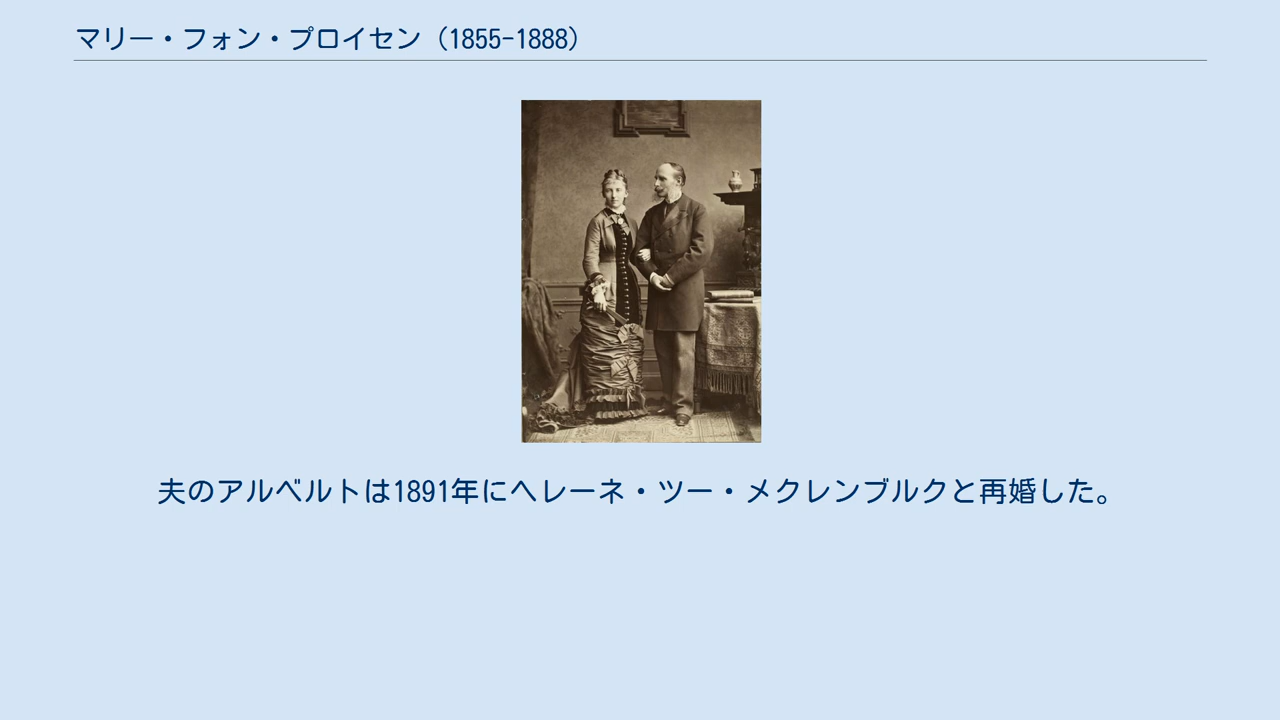 マリー・フォン・プロイセン（1855-1888）
夫のアルベルトは1891年にヘレーネ・ツー・メクレンブルクと再婚した。